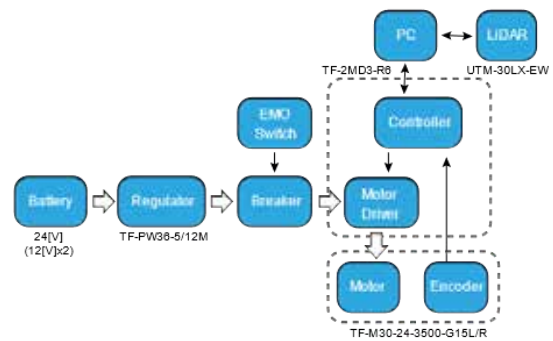 PC
LiDAR
TF-2MD3-R6
UTM-30LX-EW
EMO
Switch
Controller
Battery
Regulator
Breaker
Motor
Driver
24[V]
(12[V]x2)
TF-PW36-5/12M
Motor
Encoder
TF-M30-24-3500-G15L/R